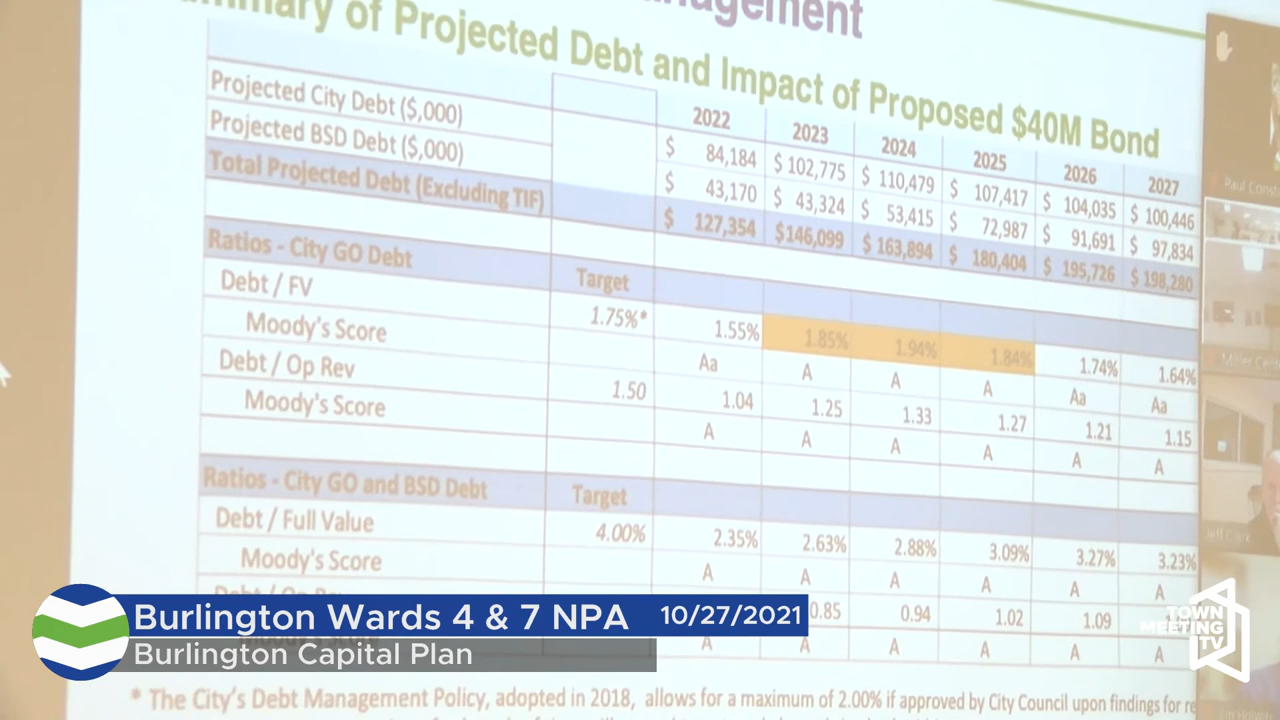 nagement
mmary of Projected Debt and Impact of Proposed $40M Bond
2022 2023 2024 2025 2026 2027
Projected City Debt ($,000) $ 84,184 $ 102,775 $ 110,479 $ 107,417 $ 104,035 $ 100,446
Projected BSD Debt ($,000) $ 43,170 $ 43,324 $ 53,415 $ 72,987 $ 91,691 $ 97,834
Total Projected Debt (Excluding TIF) $ 127,354 $146,099 $ 163,894 $ 180,404 $ 195,726 $ 198,280
Ratios - City GO Debt Target
Debt / FV 1.75%* 1.55% 1.85% 1.94% 1.84% 1.74% 1.64%
Moody's Score Aa A A A Aa Aa
Debt / Op Rev 1.50 1.04 1.25 1.33 1.27 1.21 1.15
Moody's Score A A A A A A
Ratios - City GO and BSD Debt Target
Debt / Full Value 4.00% 2.35% 2.63% 2.88% 3.09% 3.27% 3.23%
Moody's Score A A A A A A
0.85 0.94 1.02 1.09
A A A A A A
* The City's Debt Management Policy, adopted in 2018, allows for a maximum of 2.00% if approved by City Council upon findings for re
Burlington Wards 4 & 7 NPA 10/27/2021
Burlington Capital Plan
TOWN
MEETING
TV
Paul Const
Jeff Clark